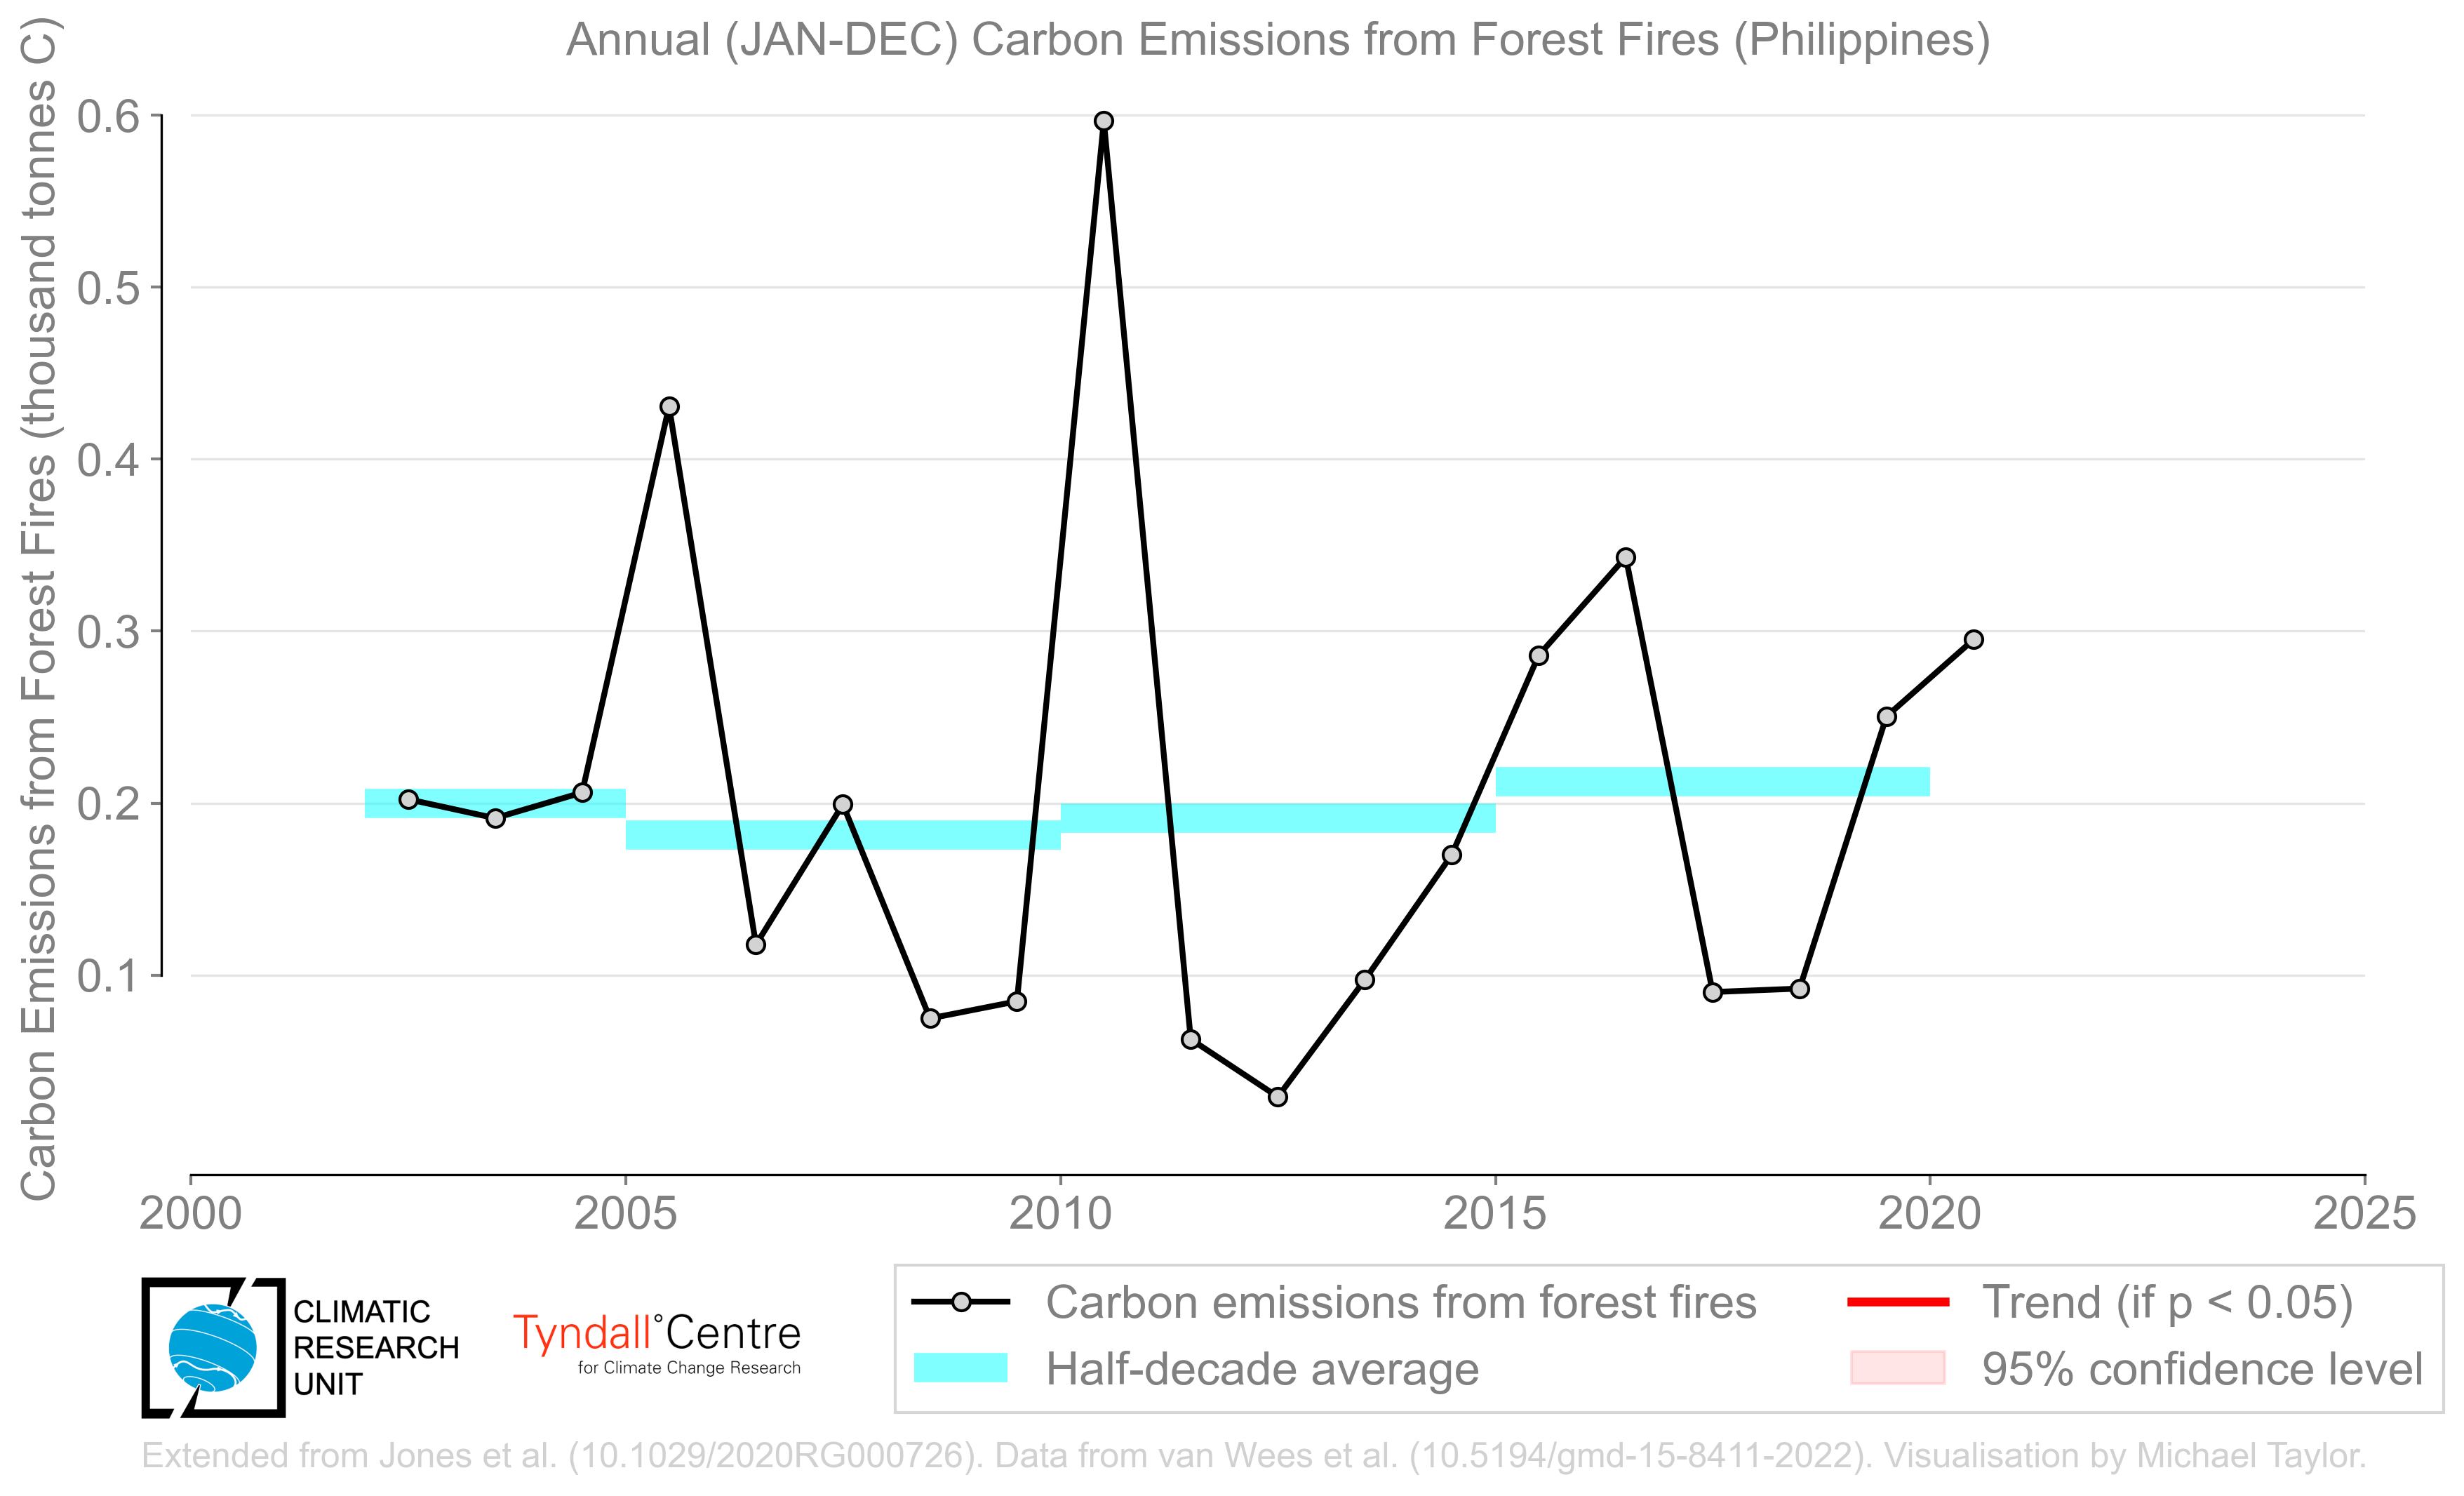 Annual (JAN-DEC) Carbon Emissions from Forest Fires (Philippines)
Carbon Emissions from Forest Fires (thousand tonnes C)
0.6
0.5
0.4
0.3
0.2
0.1
2000 2005 2010 2015 2020 2025
CLIMATIC
RESEARCH
UNIT
Tyndall°Centre
for Climate Change Research
Carbon emissions from forest fires
Half-decade average
Trend (if p < 0.05)
95% confidence level
Extended from Jones et al. (10.1029/2020RG000726). Data from van Wees et al. (10.5194/gmd-15-8411-2022). Visualisation by Michael Taylor.